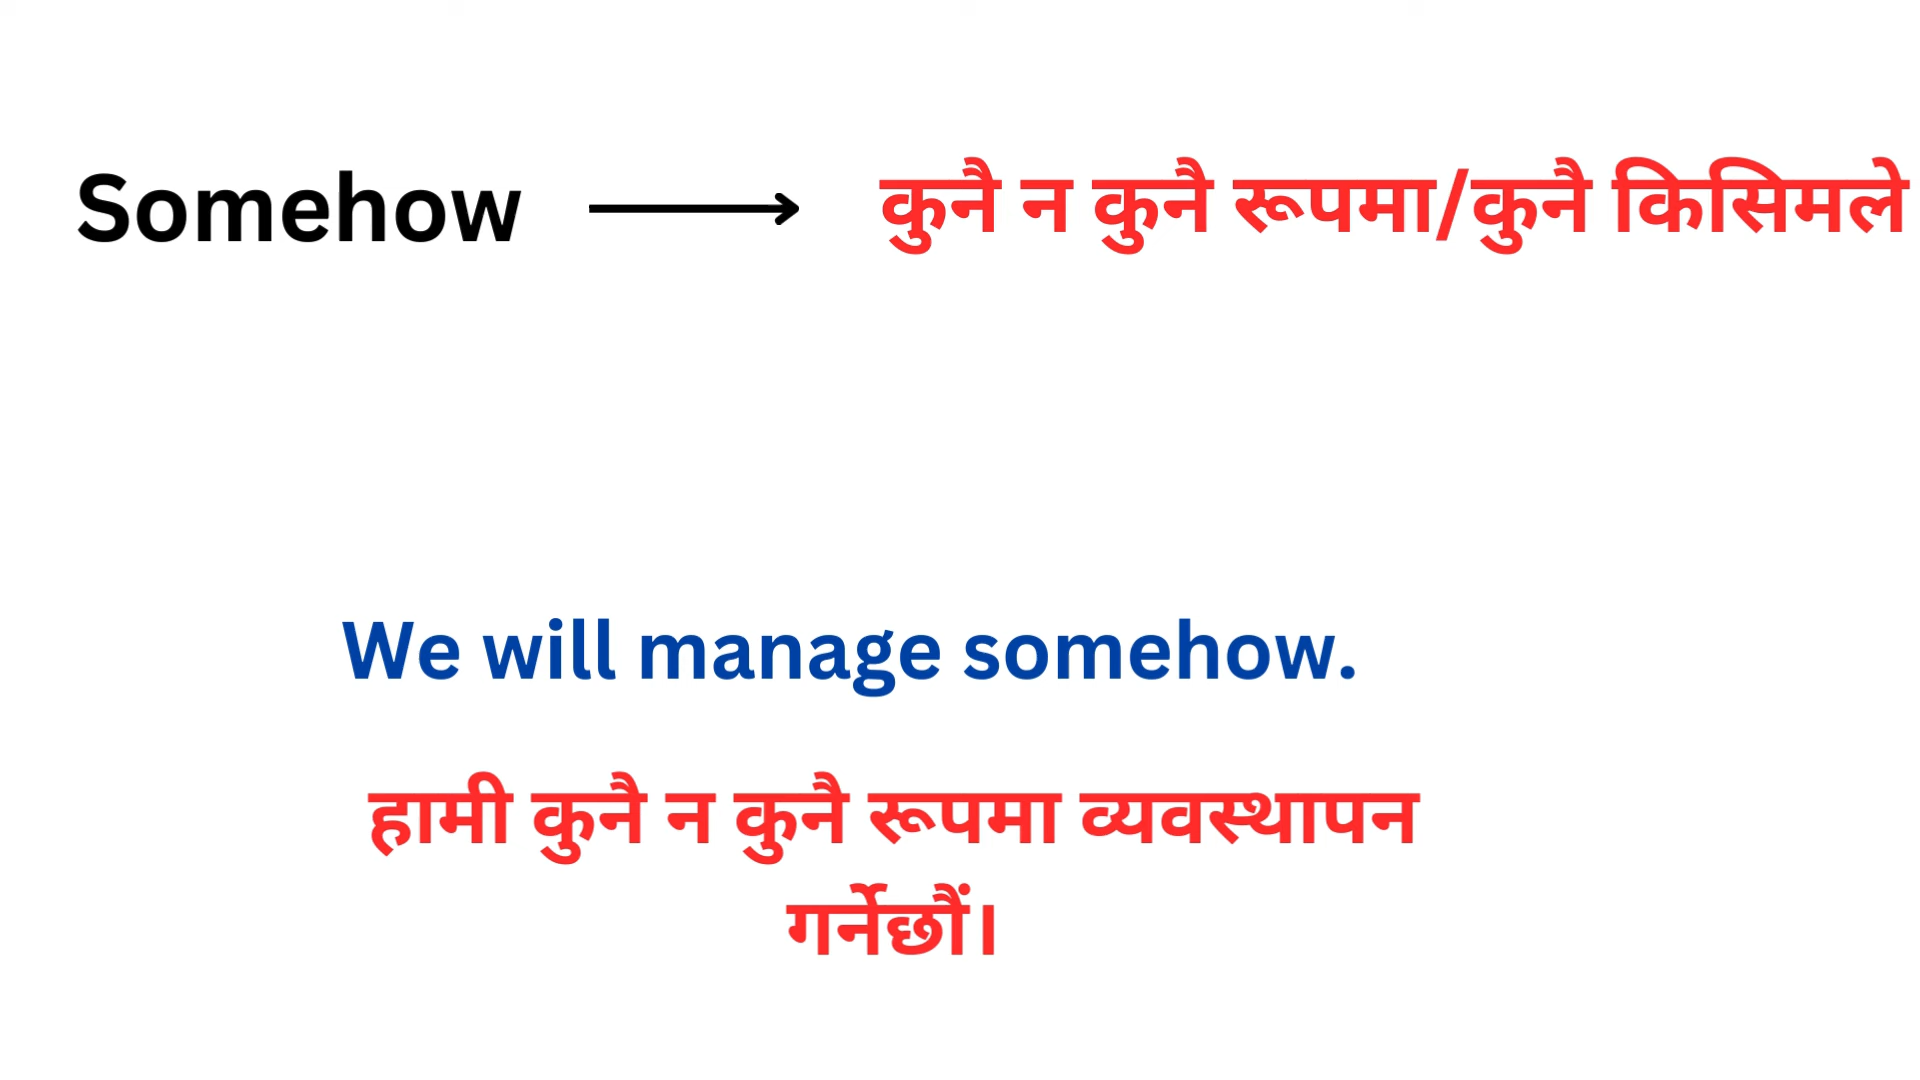 Somehow → कुनै न कुनै रूपमा/कुनै किसिमले
We will manage somehow.
हामी कुनै न कुनै रूपमा व्यवस्थापन
गर्नेछौं।